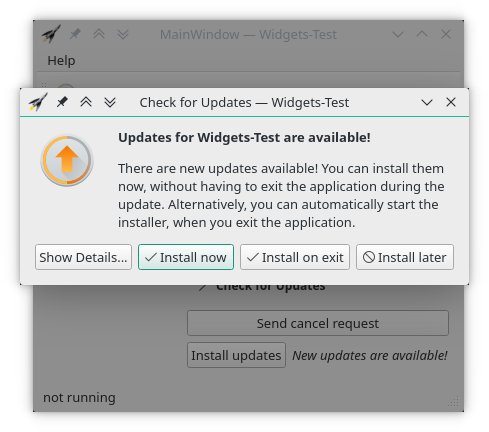 MainWindow — Widgets-Test
Help
Check for Updates — Widgets-Test
Updates for Widgets-Test are available!
There are new updates available! You can install them
now, without having to exit the application during the
update. Alternatively, you can automatically start the
installer, when you exit the application.
Show Details... Install now Install on exit Install later
Check for Updates
Send cancel request
Install updates New updates are available!
not running